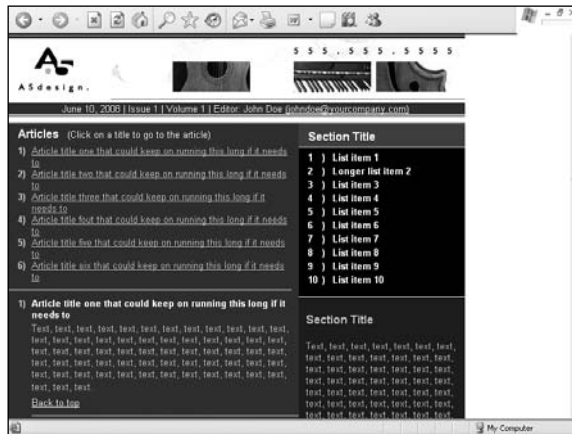 5 5 5 . 5 5 5 . 5 5 5 5
AS
ASdesign.
June 10, 2006 | Issue 1 | Volume 1 | Editor: John Doe (johndoe@yourcompany.com)
Articles (Click on a title to go to the article)
1) Article title one that could keep on running this long if it needs
to
2) Article title two that could keep on running this long if it needs
to
3) Article title three that could keep on running this long if it
needs to
4) Article title fout that could keep on running this long if it needs
to
5) Article title five that could keep on running this long if it needs
to
6) Article title six that could keep on running this long if it needs
to
1) Article title one that could keep on running this long if it
needs to
Text, text, text, text, text, text, text, text, text, text, text, text,
text, text, text, text, text, text, text, text, text, text, text, text,
text, text, text, text, text, text, text, text, text, text, text, text,
text, text, text, text, text, text, text, text, text, text, text, text,
text, text, text, text, text, text, text, text, text, text, text, text,
text, text, text.
Back to top
Section Title
1 ) List item 1
2 ) Longer list item 2
3 ) List item 3
4 ) List item 4
5 ) List item 5
6 ) List item 6
7 ) List item 7
8 ) List item 8
9 ) List item 9
10 ) List item 10
Section Title
Text, text, text, text, text, text,
text, text, text, text, text, text,
text, text, text, text, text, text,
text, text, text, text, text, text,
text, text, text, text, text, text,
text, text, text, text, text, text,
text, text, text, text, text, text,
My Computer